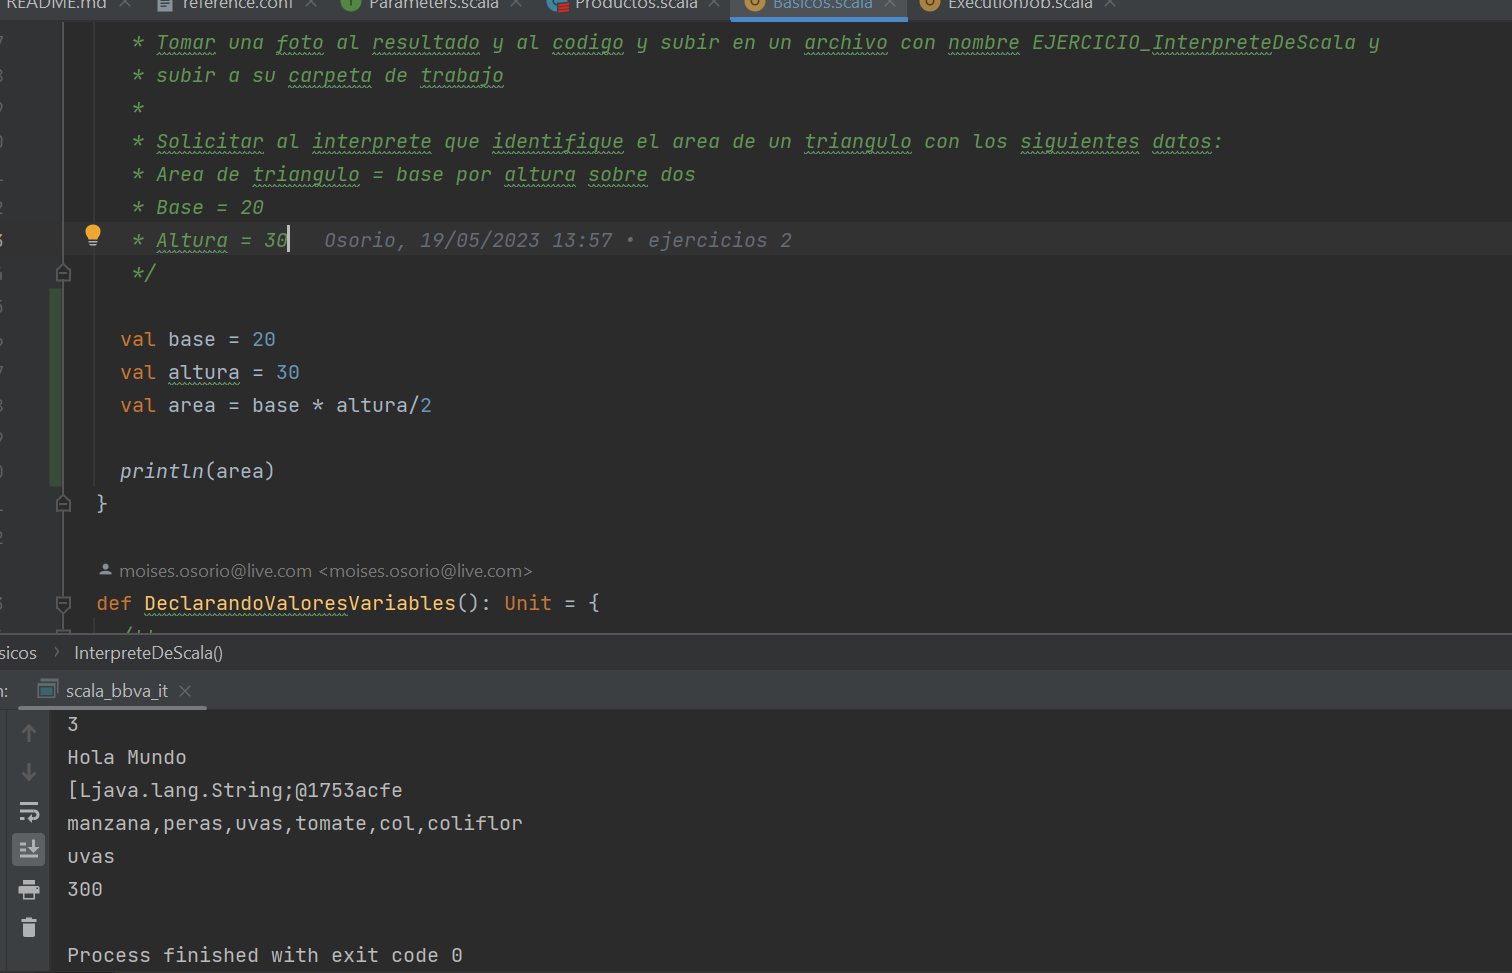 README.md reference.conf Parameters.scala Productos.scala Basicos.scala ExecutionJob.scala
* Tomar una foto al resultado y al codigo y subir en un archivo con nombre EJERCICIO_InterpreteDeScala y
* subir a su carpeta de trabajo
*
* Solicitar al interprete que identifique el area de un triangulo con los siguientes datos:
* Area de triangulo = base por altura sobre dos
* Base = 20
* Altura = 30 Osorio, 19/05/2023 13:57 • ejercicios 2
*/
val base = 20
val altura = 30
val area = base * altura/2
println(area)
}
moises.osorio@live.com <moises.osorio@live.com>
def DeclarandoValoresVariables(): Unit = {
sicos > InterpreteDeScala()
n: scala_bbva_it
3
Hola Mundo
[Ljava.lang.String;@1753acfe
manzana,peras,uvas,tomate,col,coliflor
uvas
300
Process finished with exit code 0